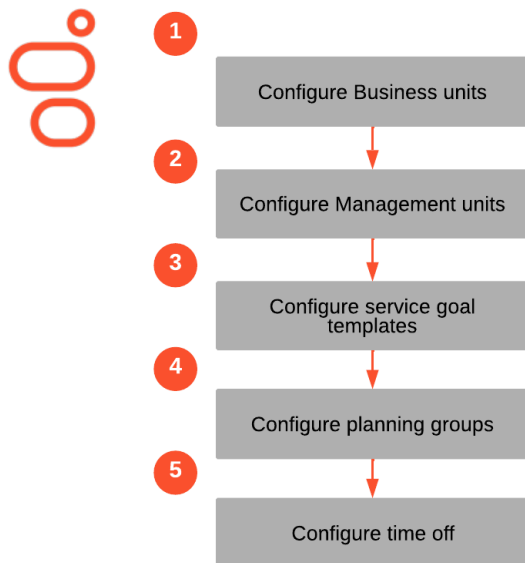 1
Configure Business units
2
Configure Management units
3
Configure service goal
templates
4
Configure planning groups
5
Configure time off